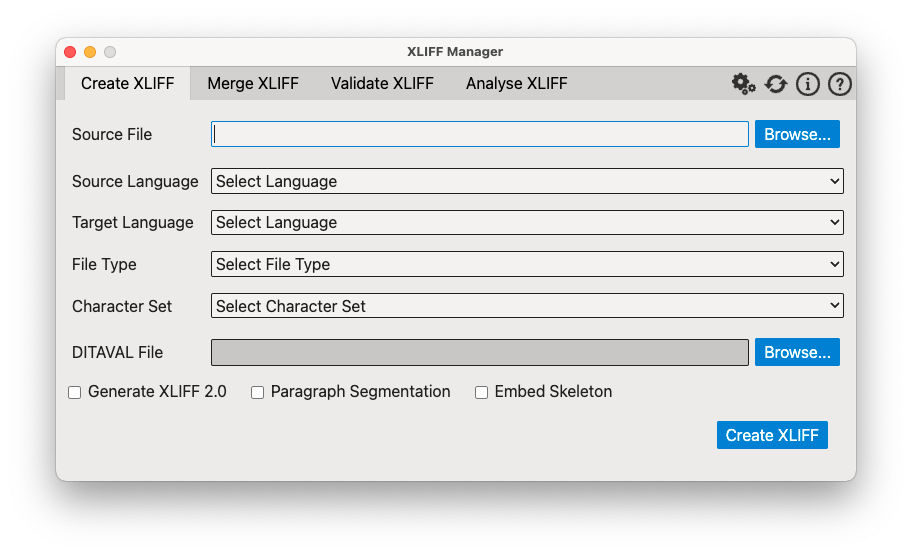 XLIFF Manager
Create XLIFF Merge XLIFF Validate XLIFF Analyse XLIFF
Source File Browse...
Source Language Select Language
Target Language Select Language
File Type Select File Type
Character Set Select Character Set
DITAVAL File Browse...
Generate XLIFF 2.0 Paragraph Segmentation Embed Skeleton
Create XLIFF